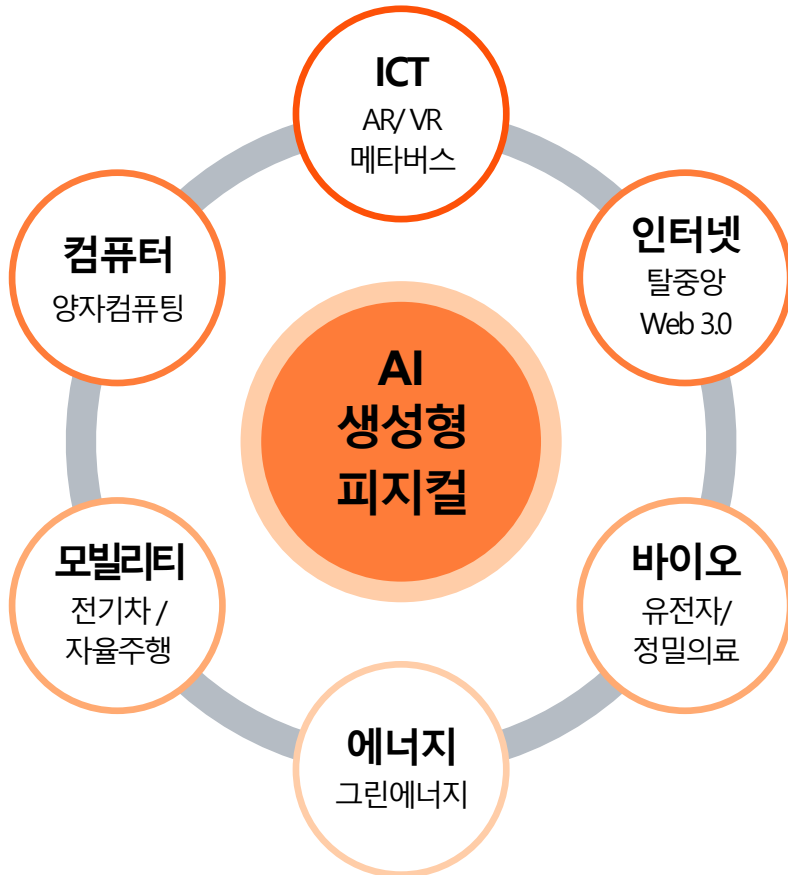 ICT
AR/ VR
메타버스
인터넷
탈중앙
Web 3.0
바이오
유전자/
정밀의료
에너지
그린에너지
모빌리티
전기차 /
자율주행
컴퓨터
양자컴퓨팅
AI
생성형
피지컬